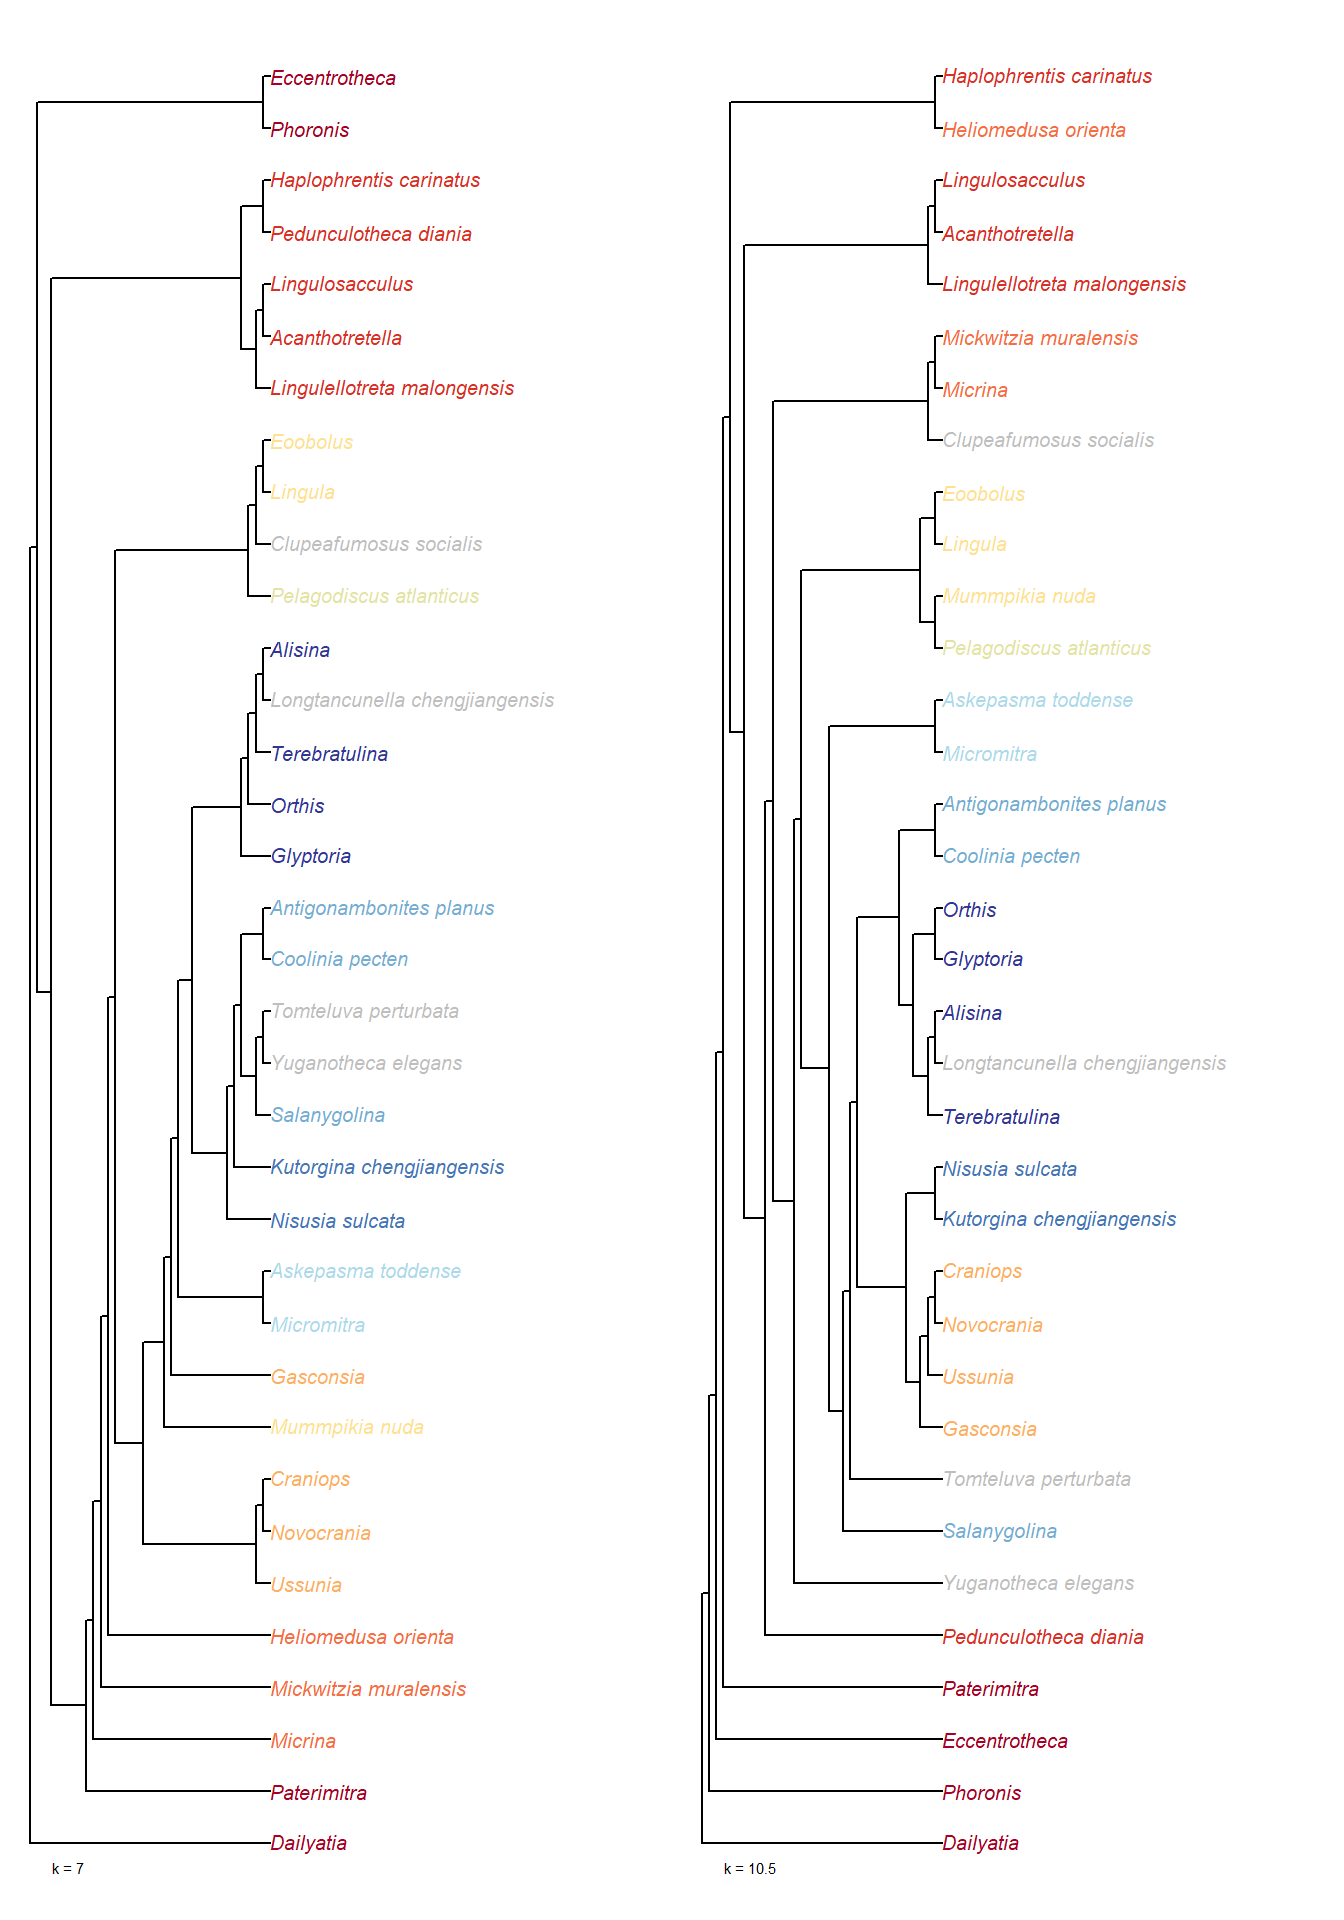 Eccentrotheca
Phoronis
Haplophrentis carinatus
Pedunculotheca diania
Lingulosacculus
Acanthotretella
Lingulellotreta malongensis
Eoobolus
Lingula
Clupeafumosus socialis
Pelagodiscus atlanticus
Alisina
Longtancunella chengjiangensis
Terebratulina
Orthis
Glyptoria
Antigonambonites planus
Coolinia pecten
Tomteluva perturbata
Yuganotheca elegans
Salanygolina
Kutorgina chengjiangensis
Nisusia sulcata
Askepasma toddense
Micromitra
Gasconsia
Mummpikia nuda
Craniops
Novocrania
Ussunia
Heliomedusa orienta
Mickwitzia muralensis
Micrina
Paterimitra
Dailyatia
k = 7
Haplophrentis carinatus
Heliomedusa orienta
Lingulosacculus
Acanthotretella
Lingulellotreta malongensis
Mickwitzia muralensis
Micrina
Clupeafumosus socialis
Eoobolus
Lingula
Mummpikia nuda
Pelagodiscus atlanticus
Askepasma toddense
Micromitra
Antigonambonites planus
Coolinia pecten
Orthis
Glyptoria
Alisina
Longtancunella chengjiangensis
Terebratulina
Nisusia sulcata
Kutorgina chengjiangensis
Craniops
Novocrania
Ussunia
Gasconsia
Tomteluva perturbata
Salanygolina
Yuganotheca elegans
Pedunculotheca diania
Paterimitra
Eccentrotheca
Phoronis
Dailyatia
k = 10.5